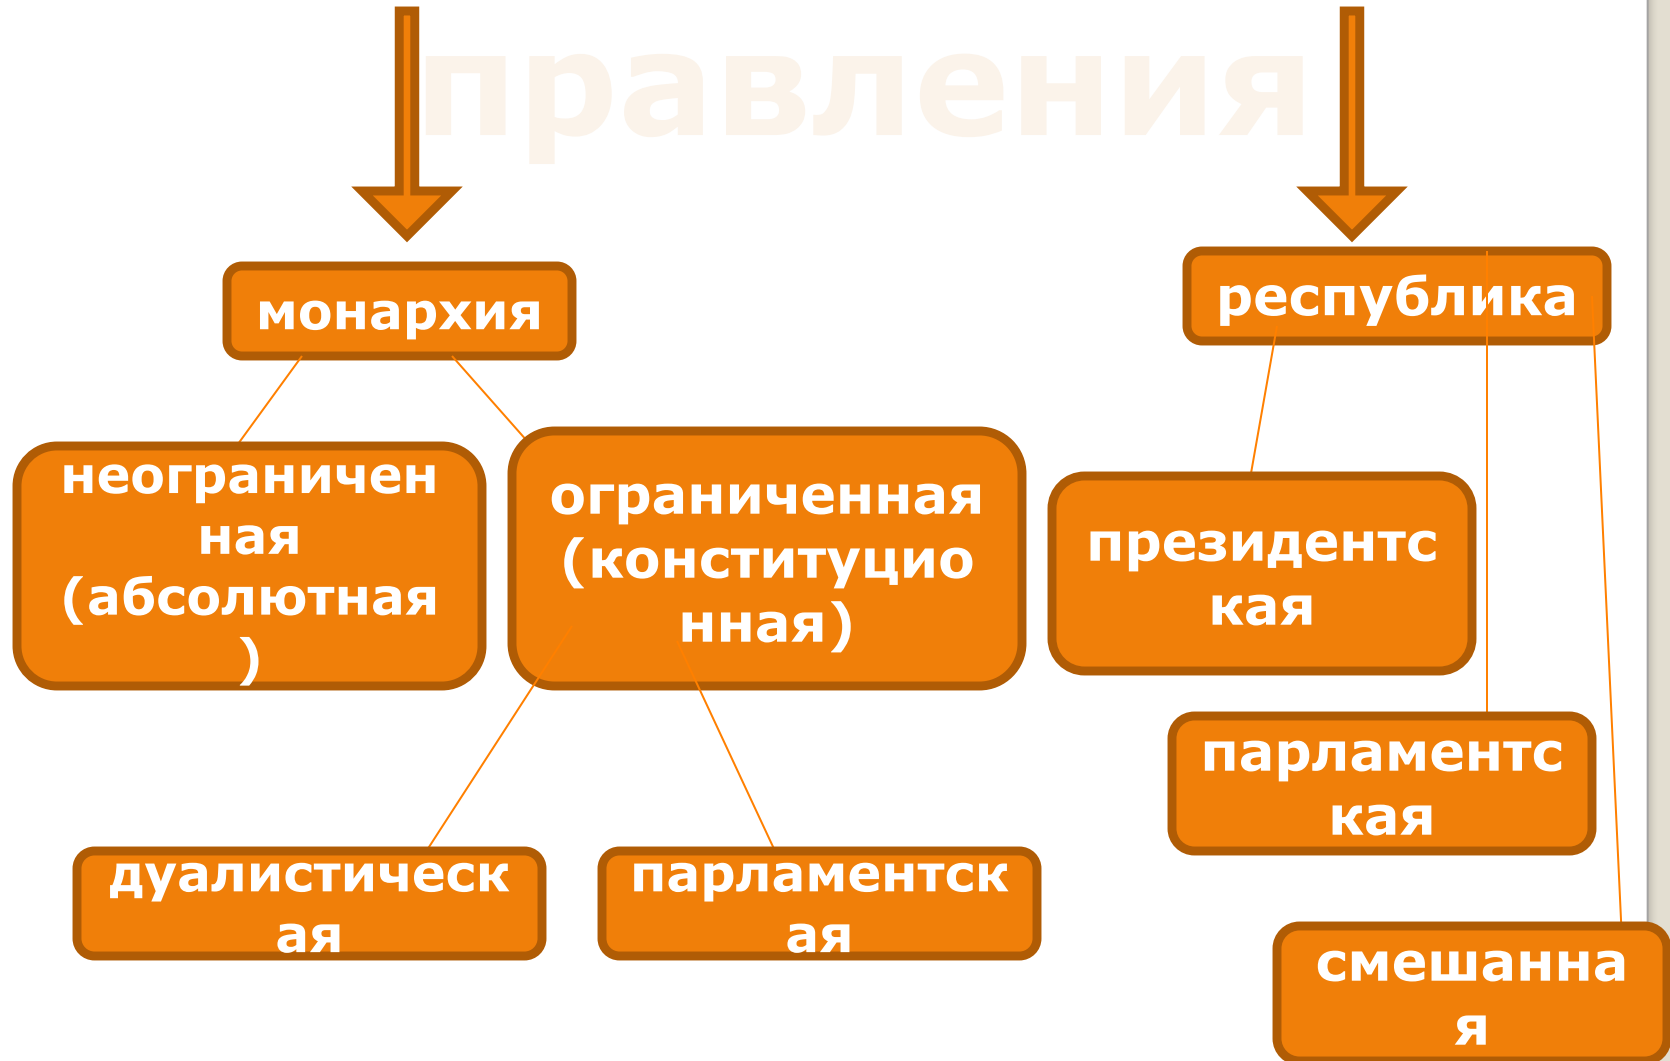 правления
монархия
республика
неограничен
ная
(абсолютная
)
ограниченная
(конституцио
нная)
президентс
кая
парламентс
кая
дуалистическ
ая
парламентск
ая
смешанна
я